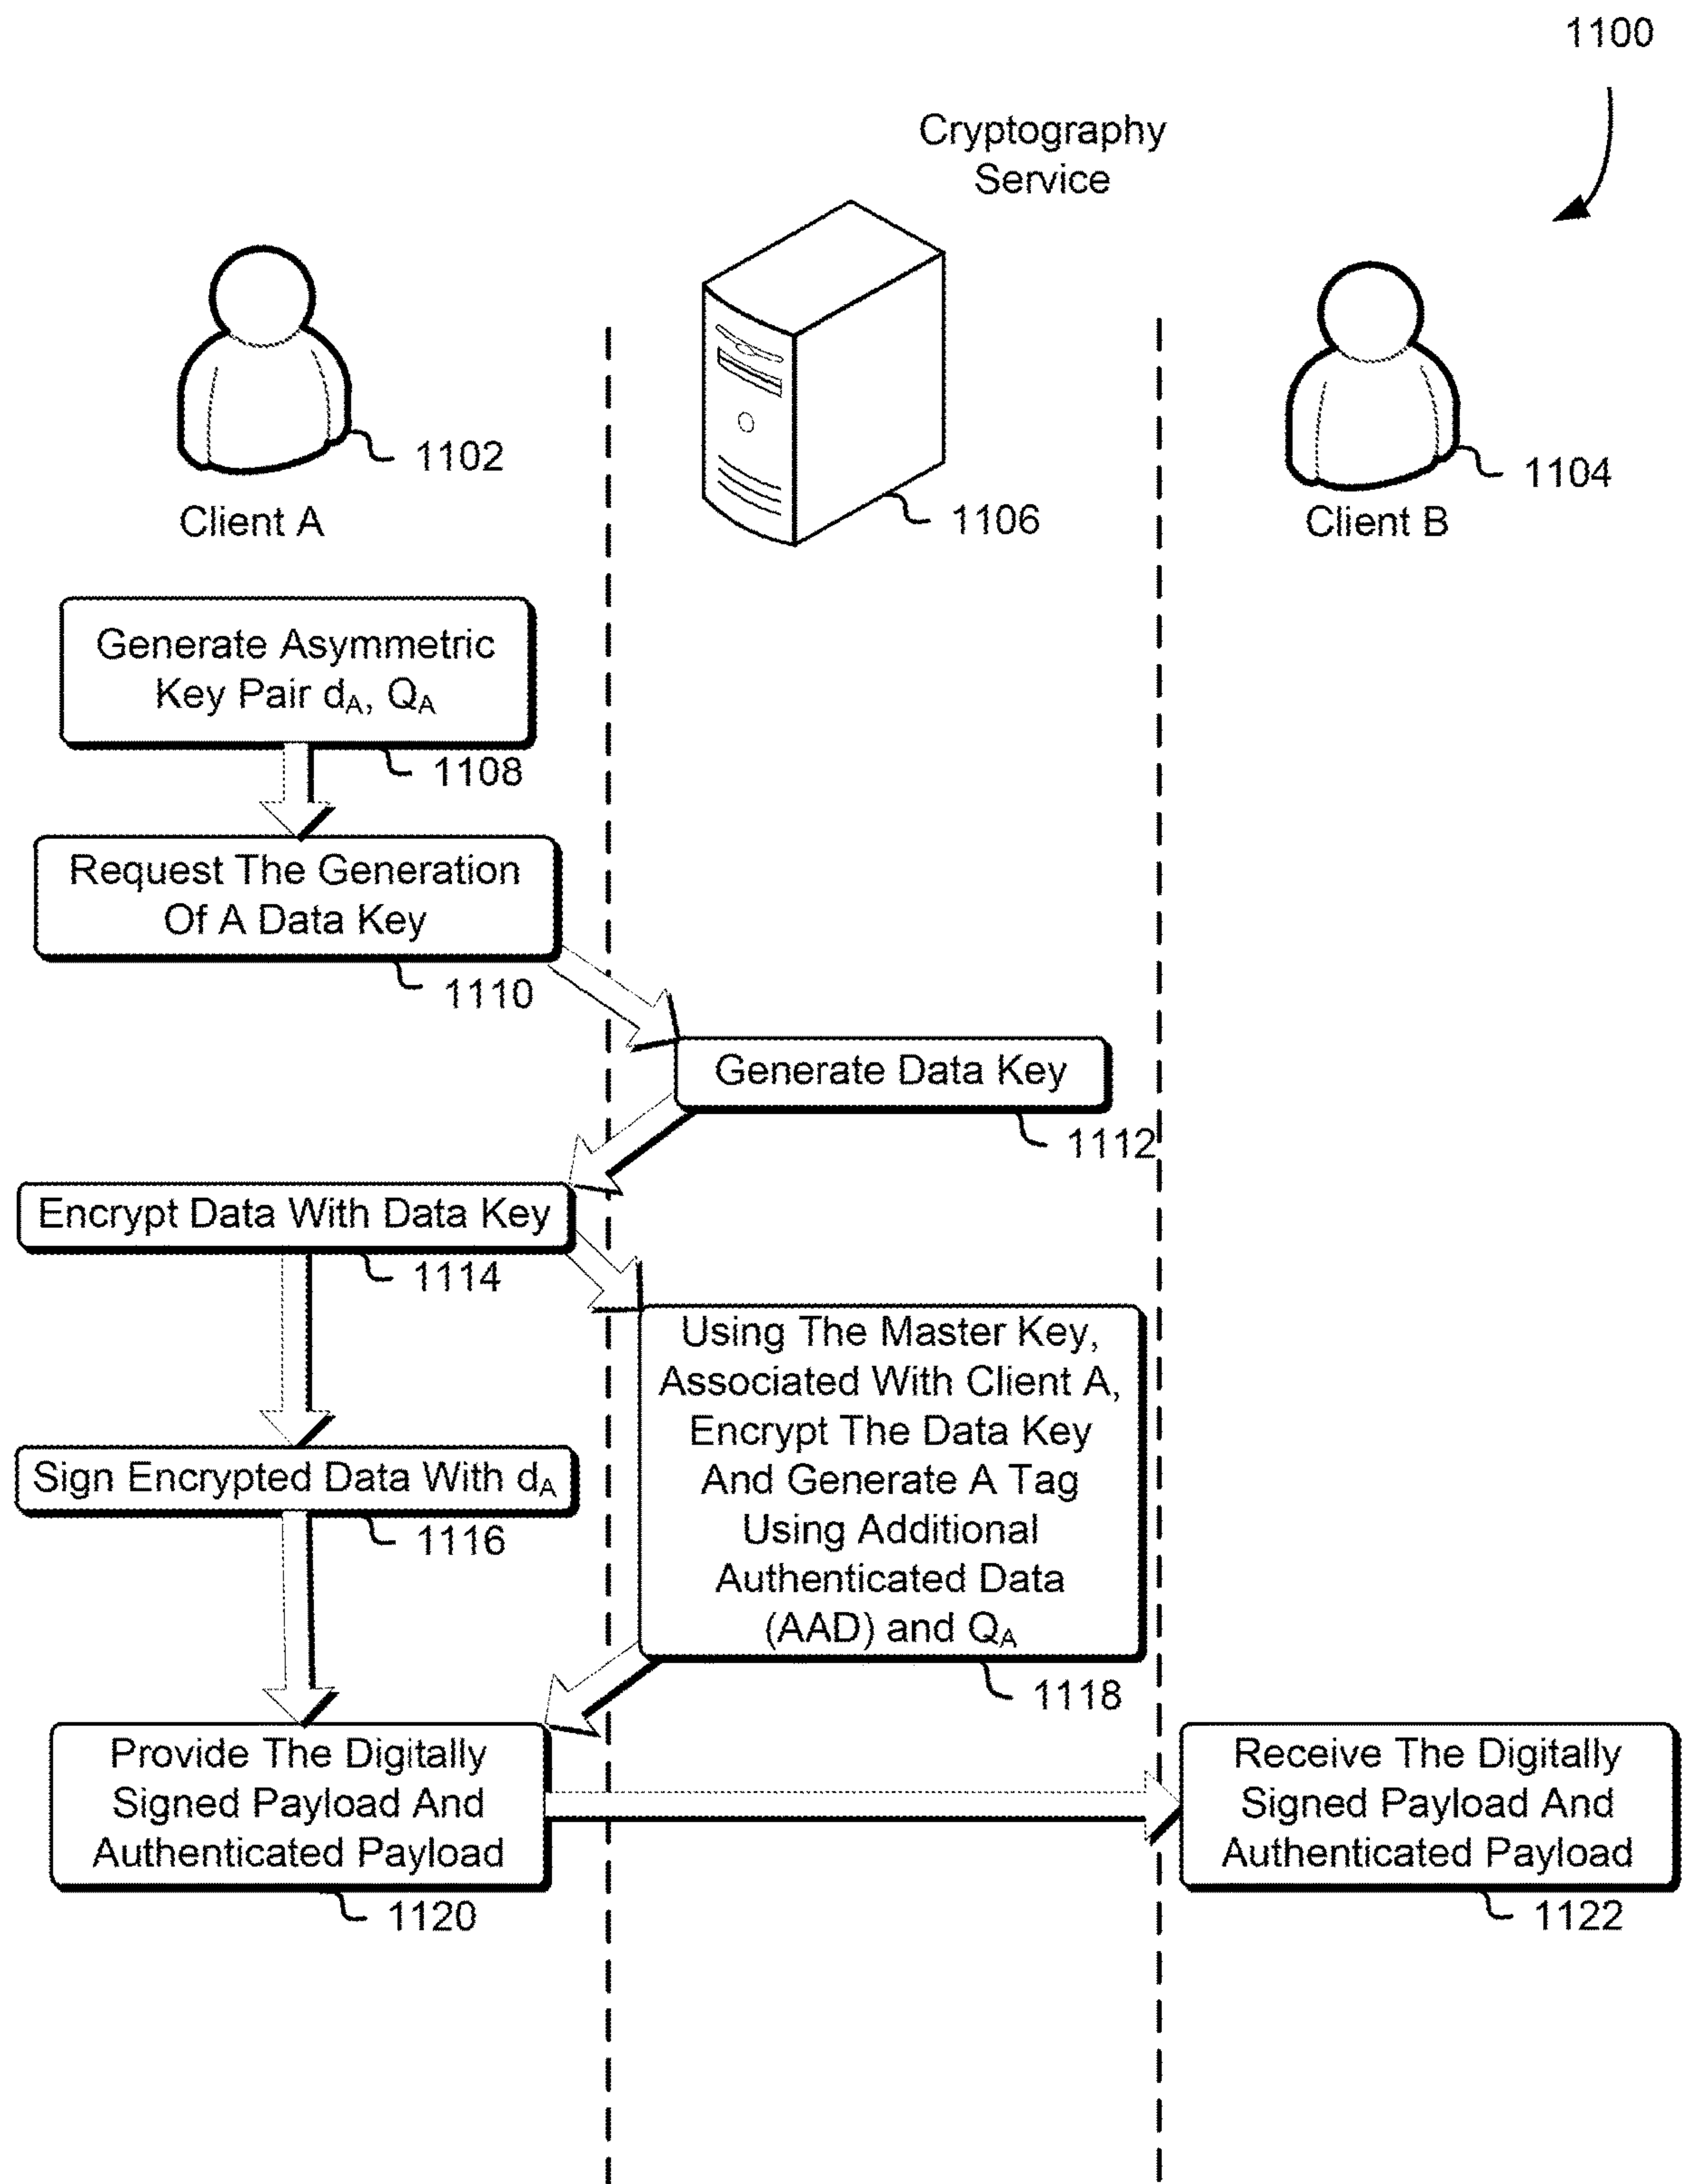 1100
Cryptography
Service
1102
Client A
1106
1104
Client B
Generate Asymmetric
Key Pair dA, QA
1108
Request The Generation
Of A Data Key
1110
Generate Data Key
1112
Encrypt Data With Data Key
1114
Using The Master Key,
Associated With Client A,
Encrypt The Data Key
And Generate A Tag
Using Additional
Authenticated Data
(AAD) and QA
1118
Sign Encrypted Data With dA
1116
Provide The Digitally
Signed Payload And
Authenticated Payload
1120
Receive The Digitally
Signed Payload And
Authenticated Payload
1122